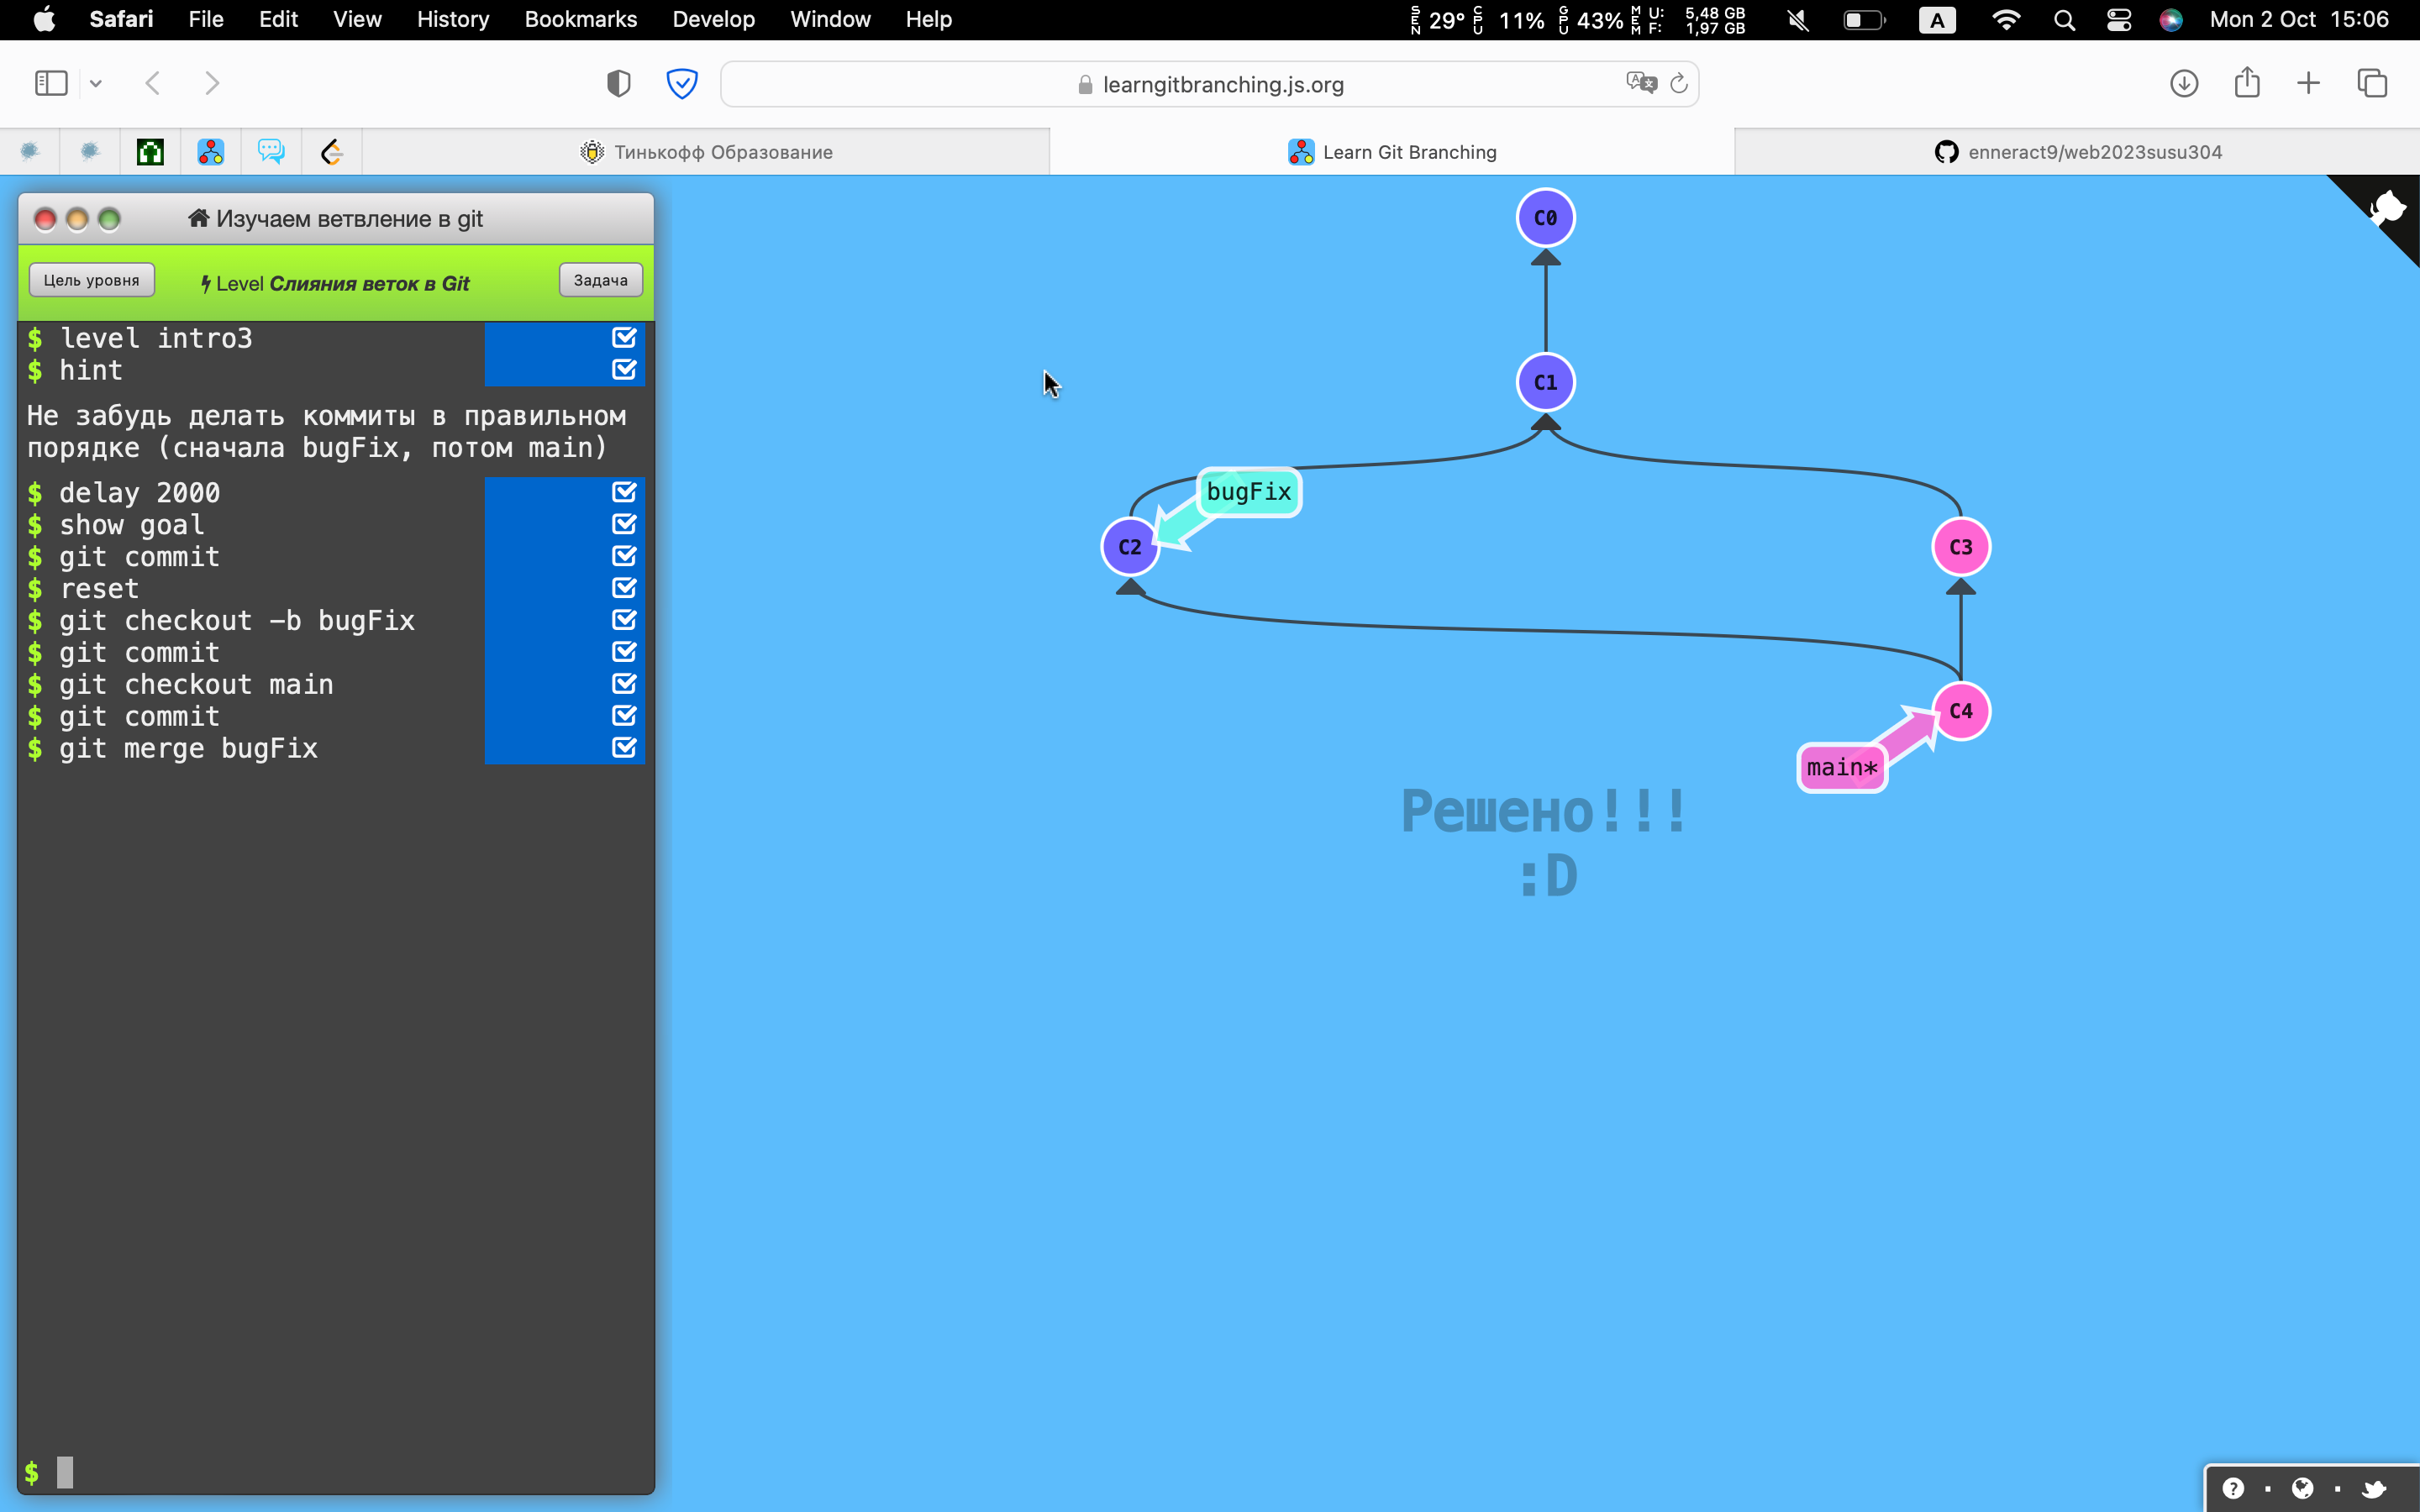 Safari File Edit View History Bookmarks Develop Window Help
SEN 29° CPU 11% GPU 43% MEM U: 5,48 GB F: 1,97 GB A Mon 2 Oct 15:06
learngitbranching.js.org
Тинькофф Образование
Learn Git Branching
enneract9/web2023susu304
Изучаем ветвление в git
Цель уровня
Level Слияния веток в Git
Задача
$ level intro3
$ hint
Не забудь делать коммиты в правильном
порядке (сначала bugFix, потом main)
$ delay 2000
$ show goal
$ git commit
$ reset
$ git checkout -b bugFix
$ git commit
$ git checkout main
$ git commit
$ git merge bugFix
$
C0
C1
bugFix
C2
C3
C4
main*
Решено!!!
:D
?